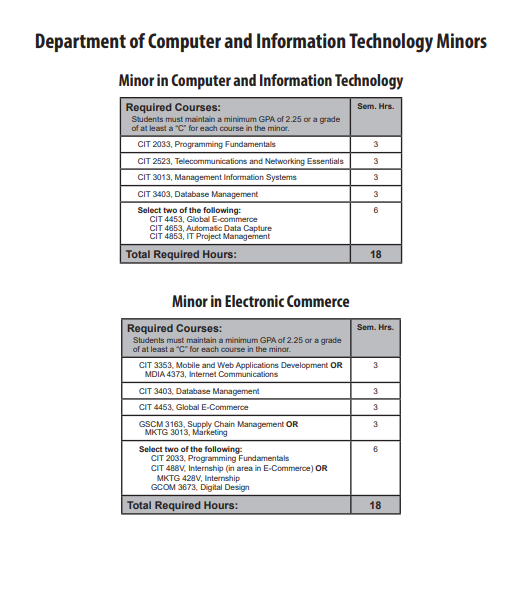 Department of Computer and Information Technology Minors
Minor in Computer and Information Technology
Required Courses: Sem. Hrs.
Students must maintain a minimum GPA of 2.25 or a grade
of at least a "C" for each course in the minor.
CIT 2033, Programming Fundamentals 3
CIT 2523, Telecommunications and Networking Essentials 3
CIT 3013, Management Information Systems 3
CIT 3403, Database Management 3
Select two of the following: 6
CIT 4453, Global E-commerce
CIT 4653, Automatic Data Capture
CIT 4853, IT Project Management
Total Required Hours: 18
Minor in Electronic Commerce
Required Courses: Sem. Hrs.
Students must maintain a minimum GPA of 2.25 or a grade
of at least a "C" for each course in the minor.
CIT 3353, Mobile and Web Applications Development OR 3
MDIA 4373, Internet Communications
CIT 3403, Database Management 3
CIT 4453, Global E-Commerce 3
GSCM 3163, Supply Chain Management OR 3
MKTG 3013, Marketing
Select two of the following: 6
CIT 2033, Programming Fundamentals
CIT 488V, Internship (in area in E-Commerce) OR
MKTG 428V, Internship
GCOM 3673, Digital Design
Total Required Hours: 18